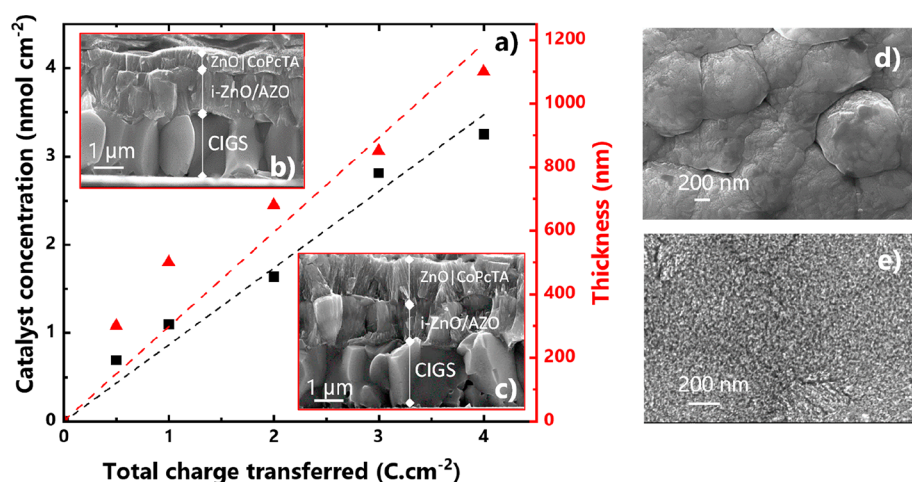 a)
Catalyst concentration (nmol cm⁻²)
4
3
2
1
0
ZnO|CoPcTA
i-ZnO/AZO
CIGS
1 µm
b)
ZnO|CoPcTA
i-ZnO/AZO
CIGS
1 µm
c)
1200
1000
800
600
400
200
0
Thickness (nm)
0 1 2 3 4
Total charge transferred (C.cm⁻²)
d)
200 nm
e)
200 nm